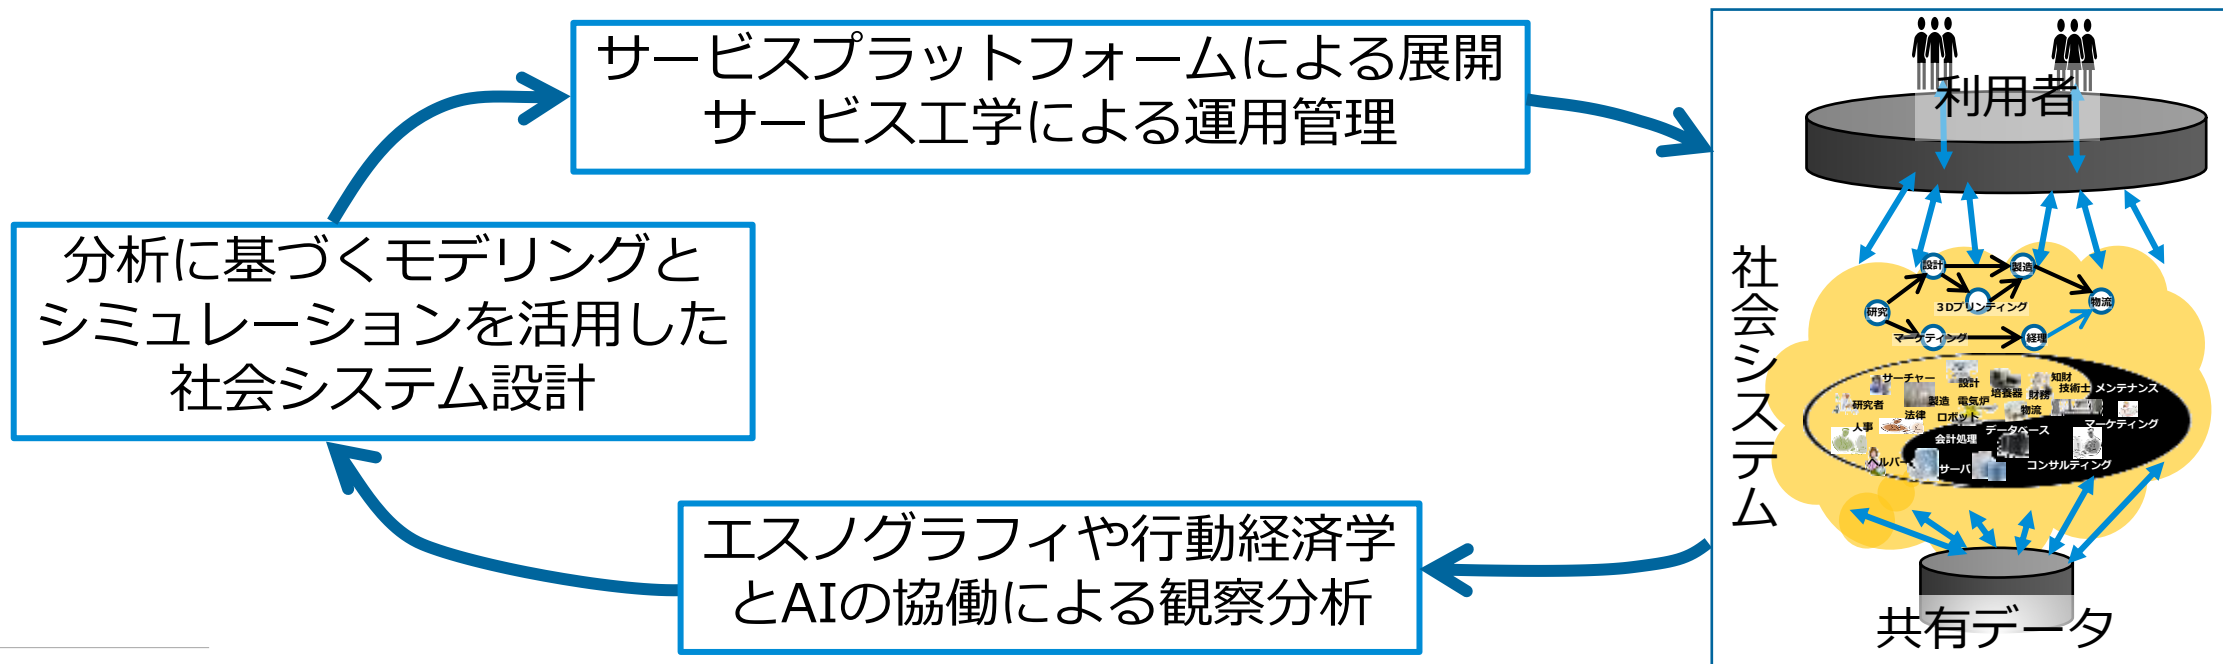 サービスプラットフォームによる展開
サービス工学による運用管理
分析に基づくモデリングと
シミュレーションを活用した
社会システム設計
エスノグラフィや行動経済学
とAIの協働による観察分析
社会システム
利用者
設計
製造
3Dプリンティング
物流
研究
マーケティング
経理
サーチャー
設計
培養器
知財
財務
技術士
メンテナンス
研究者
製造
電気炉
物流
法律
ロボット
人事
データベース
マーケティング
会計処理
ヘルパー
サーバ
コンサルティング
共有データ